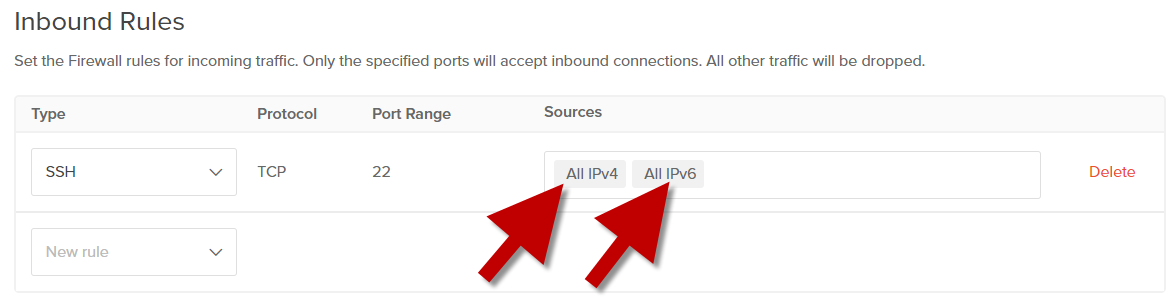 Inbound Rules
Set the Firewall rules for incoming traffic. Only the specified ports will accept inbound connections. All other traffic will be dropped.
Type Protocol Port Range Sources
SSH TCP 22 All IPv4 All IPv6 Delete
New rule